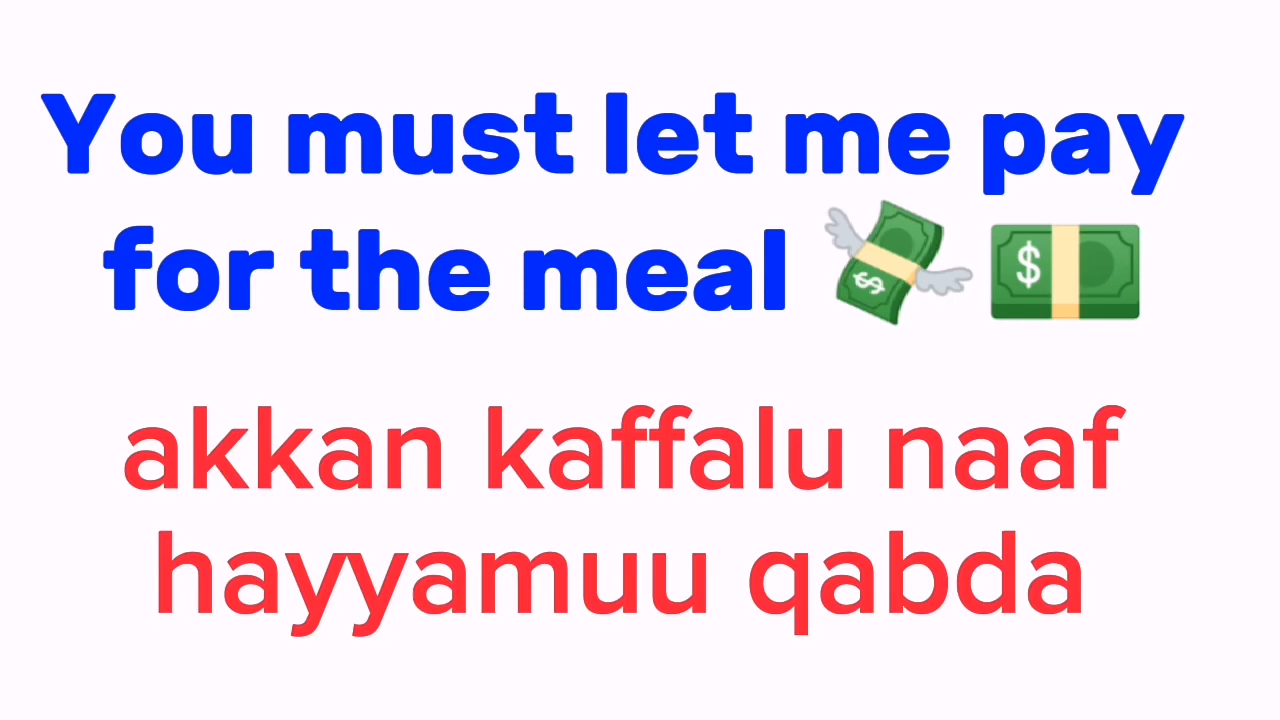 You must let me pay
for the meal 💸 💵
akkan kaffalu naaf
hayyamuu qabda